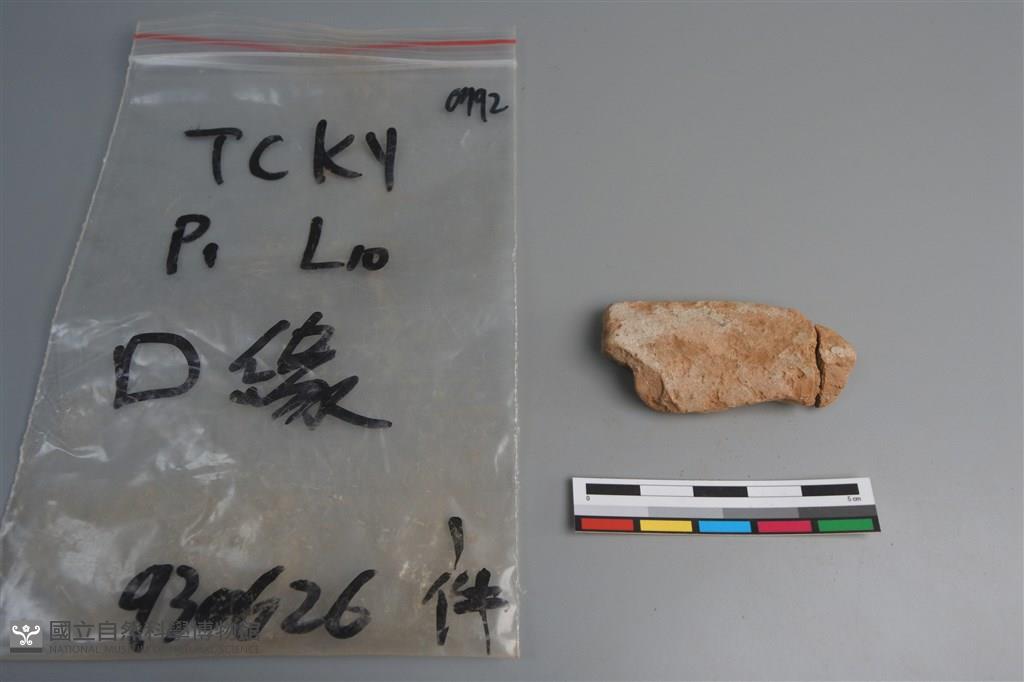 0792
TCKY
P1 L10
口緣
930626 1件
0 5 cm
國立自然科學博物館
NATIONAL MUSEUM OF NATURAL SCIENCE